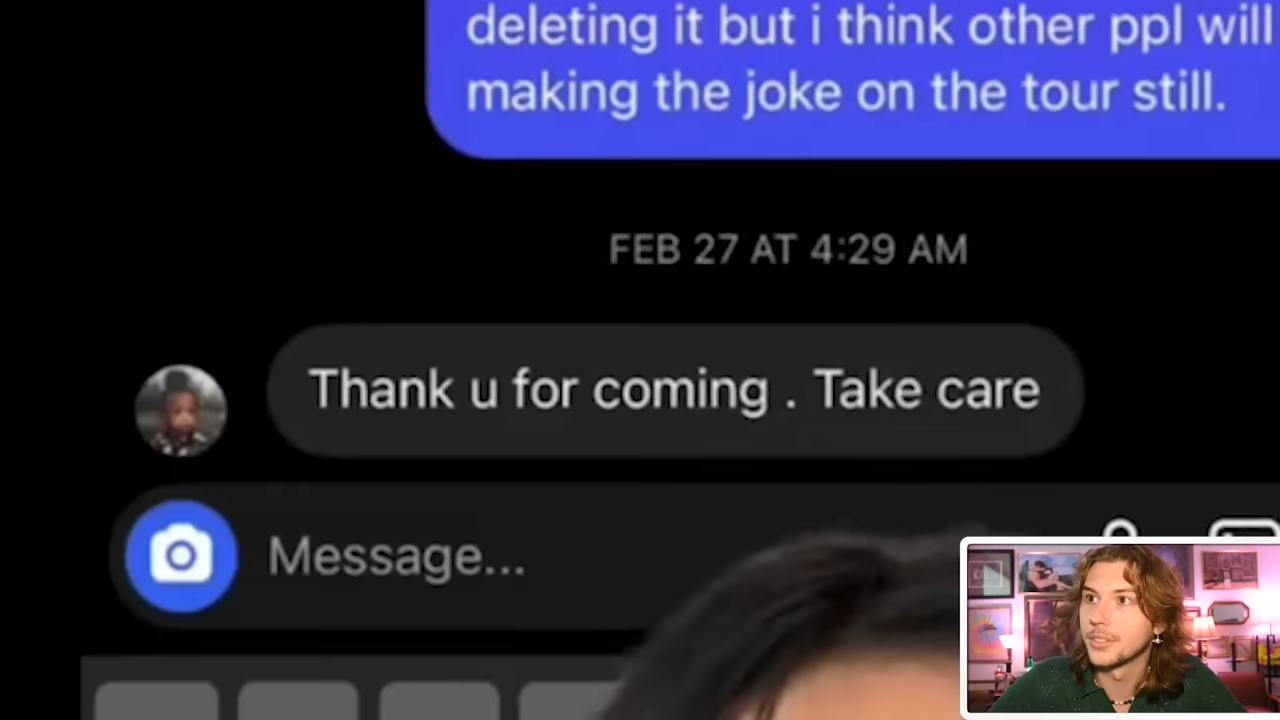 deleting it but i think other ppl will
making the joke on the tour still.
FEB 27 AT 4:29 AM
Thank u for coming . Take care
Message...